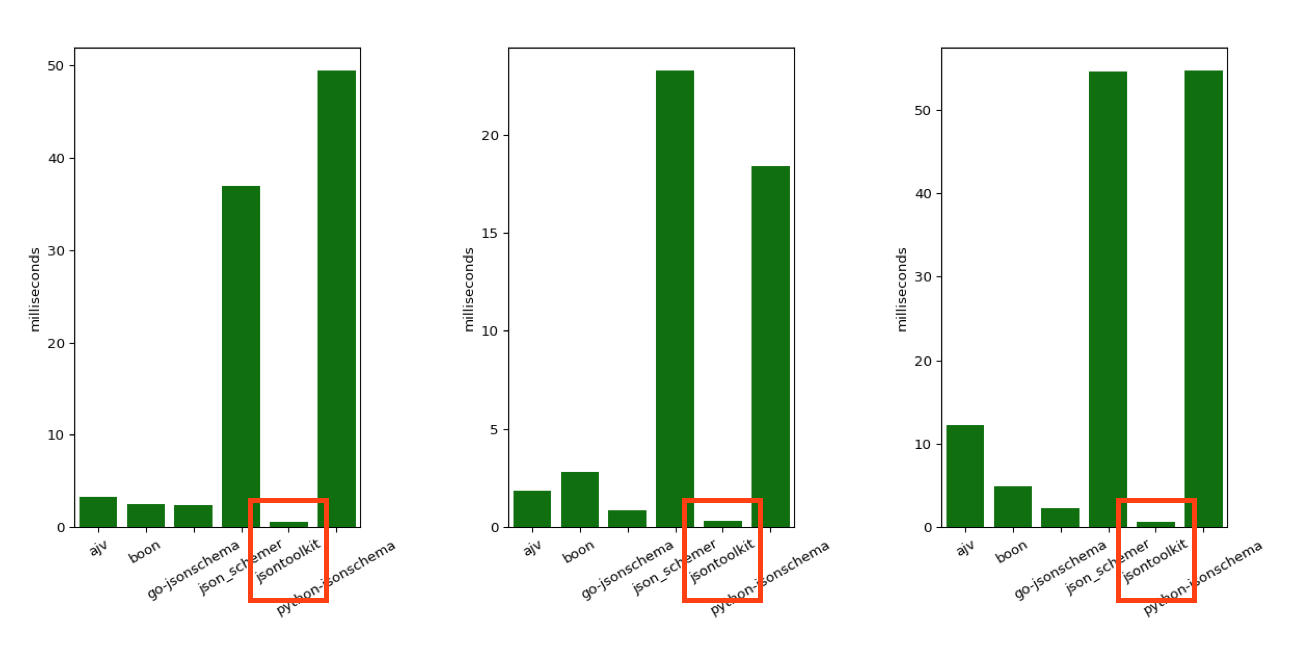 milliseconds
50
40
30
20
10
0
ajv
boon
go-jsonschema
json_schemer
jsontoolkit
python-jsonschema
milliseconds
20
15
10
5
0
ajv
boon
go-jsonschema
json_schemer
jsontoolkit
python-jsonschema
milliseconds
50
40
30
20
10
0
ajv
boon
go-jsonschema
json_schemer
jsontoolkit
python-jsonschema